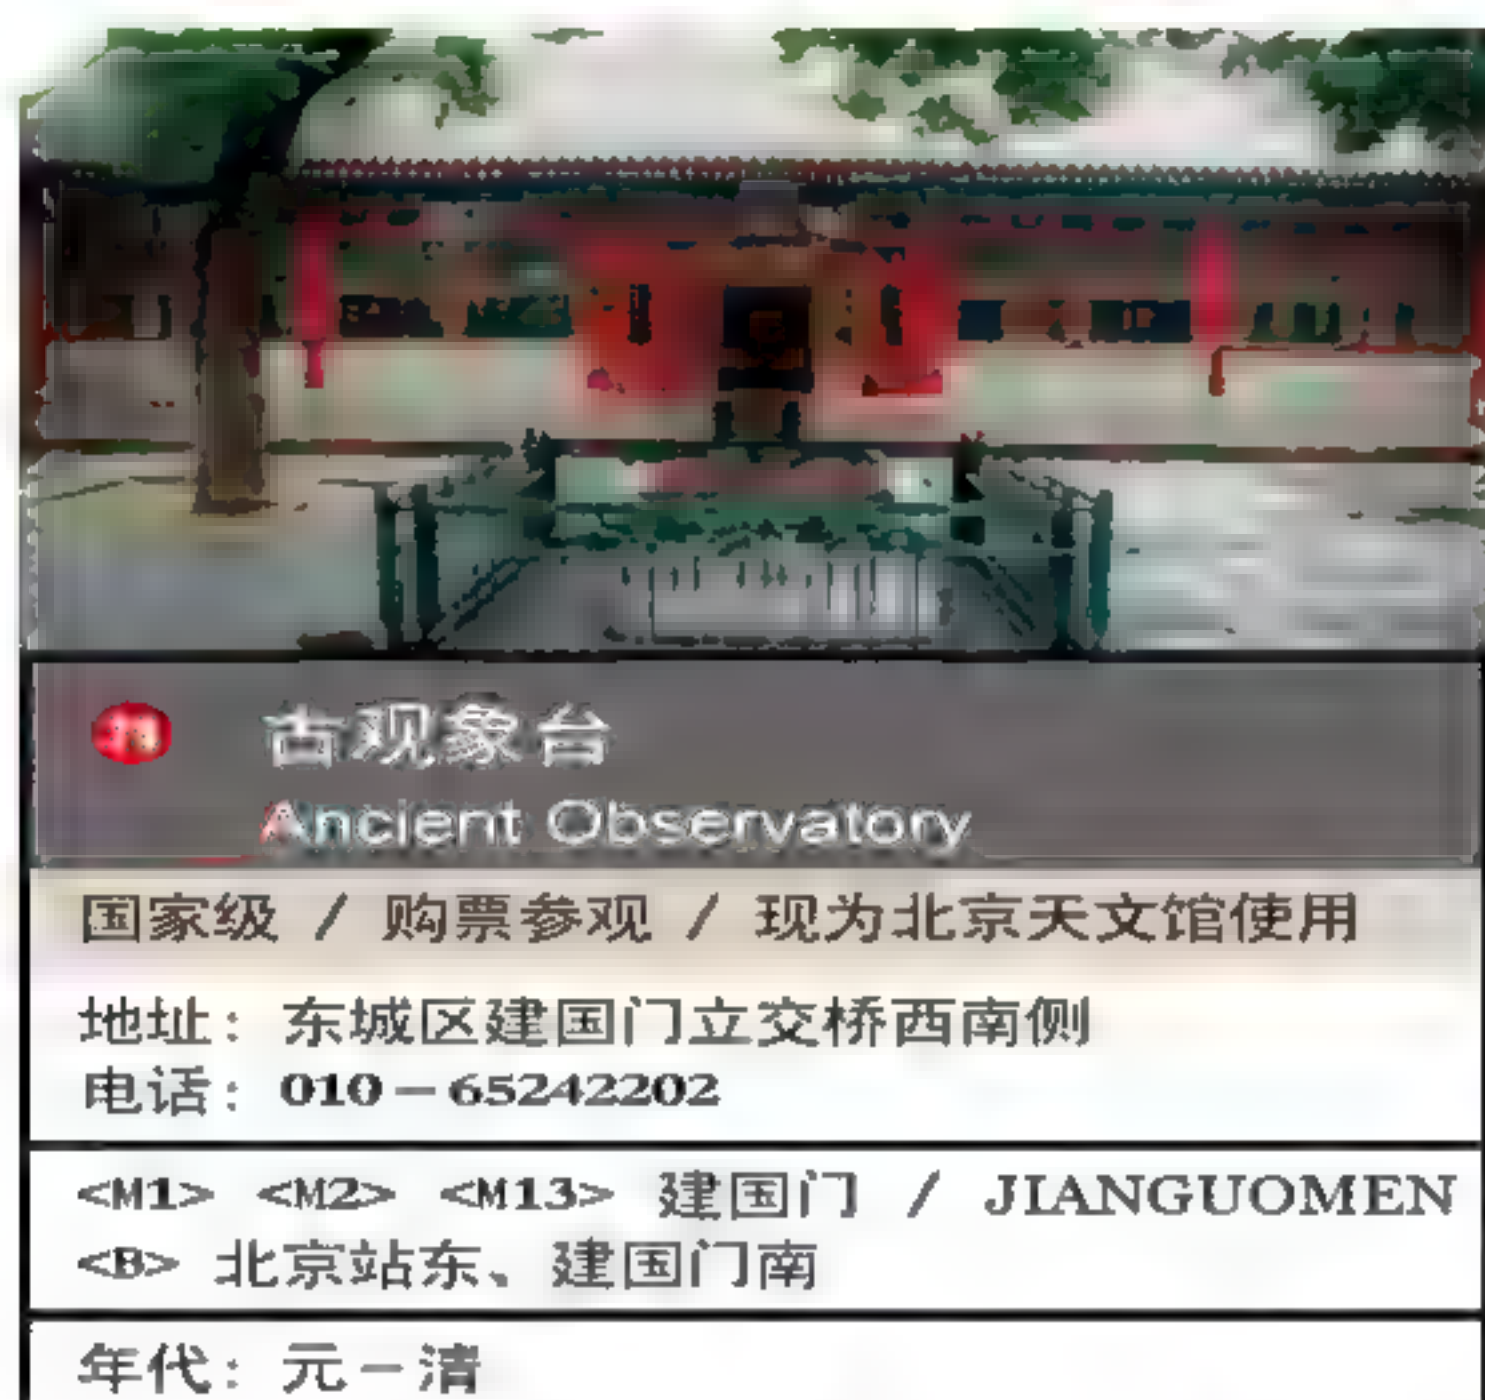 古观象台
Ancient Observatory
国家级 / 购票参观 / 现为北京天文馆使用
地址：东城区建国门立交桥西南侧
电话：010-65242202
<M1> <M2> <M13> 建国门 / JIANGUOMEN
<B> 北京站东、建国门南
年代：元-清